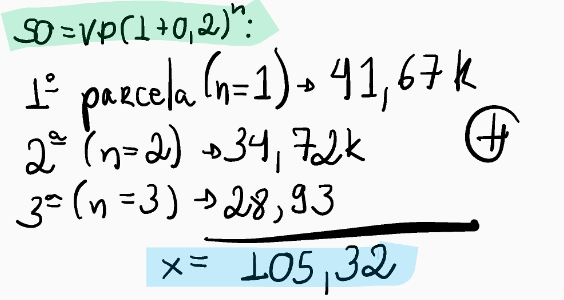 50=VP(1+0,2)ⁿ:
1ª parcela (n=1)→ 41,67k
2ª (n=2) →34,72k
+
3ª (n=3) →28,93
x= 105,32